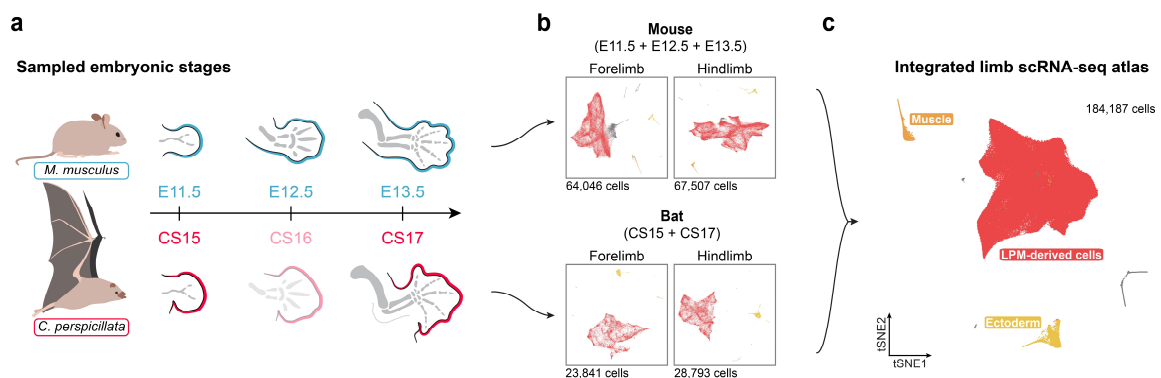 a
Sampled embryonic stages
M. musculus
E11.5
E12.5
E13.5
CS15
CS16
CS17
C. perspicillata
b
Mouse
(E11.5 + E12.5 + E13.5)
Forelimb
Hindlimb
64,046 cells
67,507 cells
Bat
(CS15 + CS17)
Forelimb
Hindlimb
23,841 cells
28,793 cells
c
Integrated limb scRNA-seq atlas
184,187 cells
Muscle
LPM-derived cells
Ectoderm
tSNE2
tSNE1